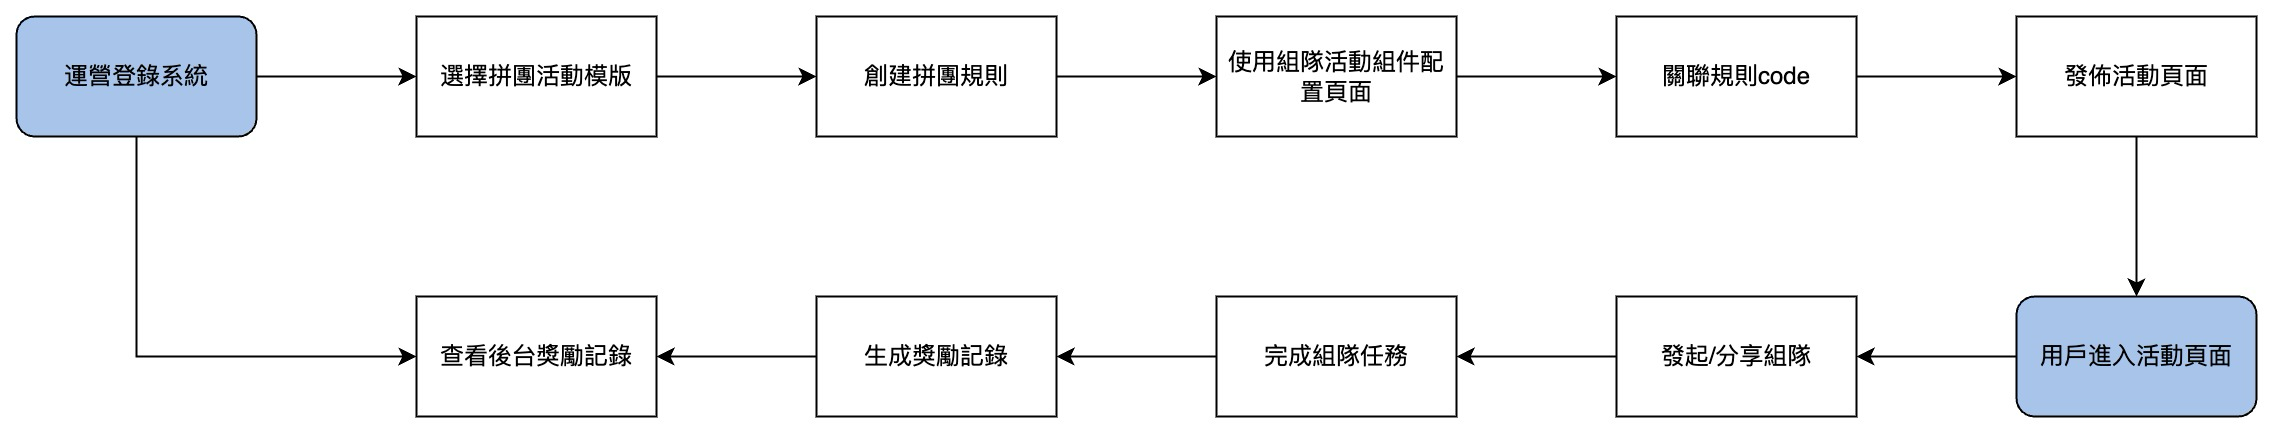 運營登錄系統
選擇拼團活動模版
創建拼團規則
使用組隊活動組件配
置頁面
關聯規則code
發佈活動頁面
查看後台獎勵記錄
生成獎勵記錄
完成組隊任務
發起/分享組隊
用戶進入活動頁面